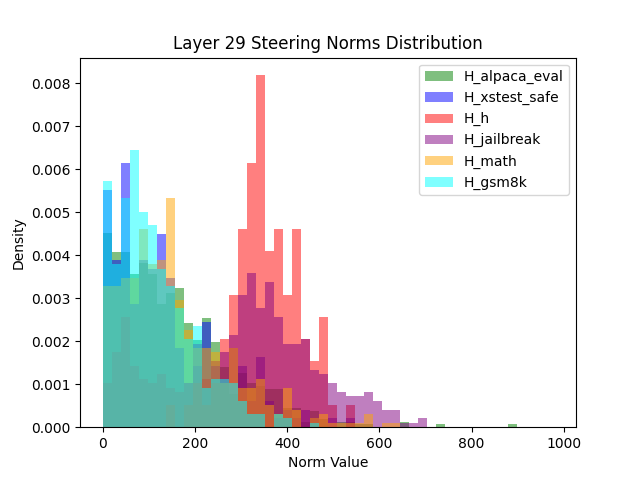 Layer 29 Steering Norms Distribution
H_alpaca_eval
H_xstest_safe
H_h
H_jailbreak
H_math
H_gsm8k
0.008
0.007
0.006
0.005
0.004
0.003
0.002
0.001
0.000
Density
0 200 400 600 800 1000
Norm Value